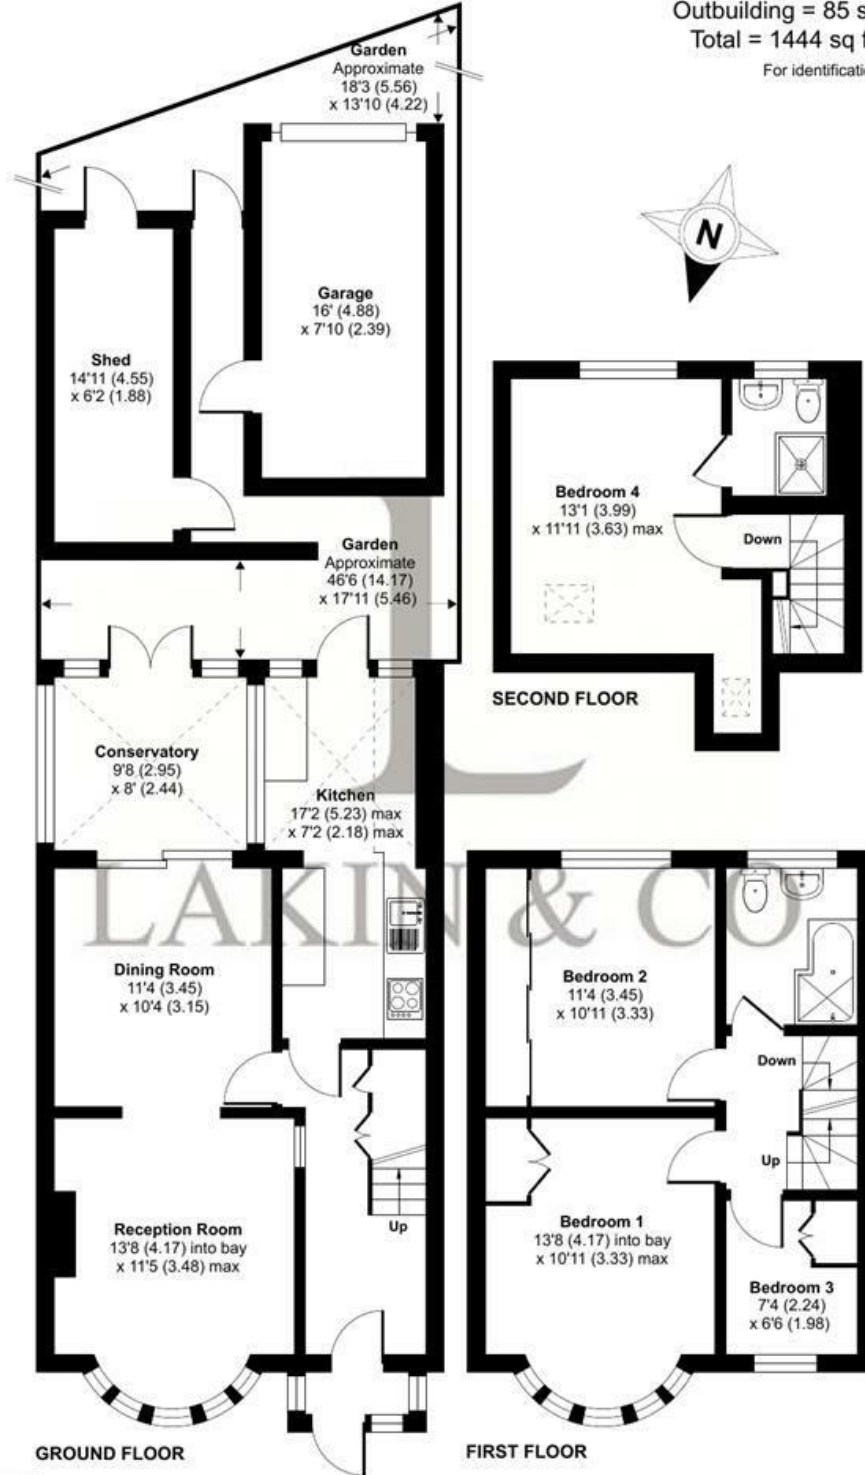 Outbuilding = 85 s
Total = 1444 sq f
For identificati
Garden
Approximate
18'3 (5.56)
x 13'10 (4.22)
N
Garage
16' (4.88)
x 7'10 (2.39)
Shed
14'11 (4.55)
x 6'2 (1.88)
Garden
Approximate
46'6 (14.17)
x 17'11 (5.46)
Bedroom 4
13'1 (3.99)
x 11'11 (3.63) max
Down
SECOND FLOOR
Conservatory
9'8 (2.95)
x 8' (2.44)
Kitchen
17'2 (5.23) max
x 7'2 (2.18) max
L
LAKIN & CO
Dining Room
11'4 (3.45)
x 10'4 (3.15)
Reception Room
13'8 (4.17) into bay
x 11'5 (3.48) max
Up
GROUND FLOOR
Bedroom 2
11'4 (3.45)
x 10'11 (3.33)
Down
Up
Bedroom 1
13'8 (4.17) into bay
x 10'11 (3.33) max
Bedroom 3
7'4 (2.24)
x 6'6 (1.98)
FIRST FLOOR